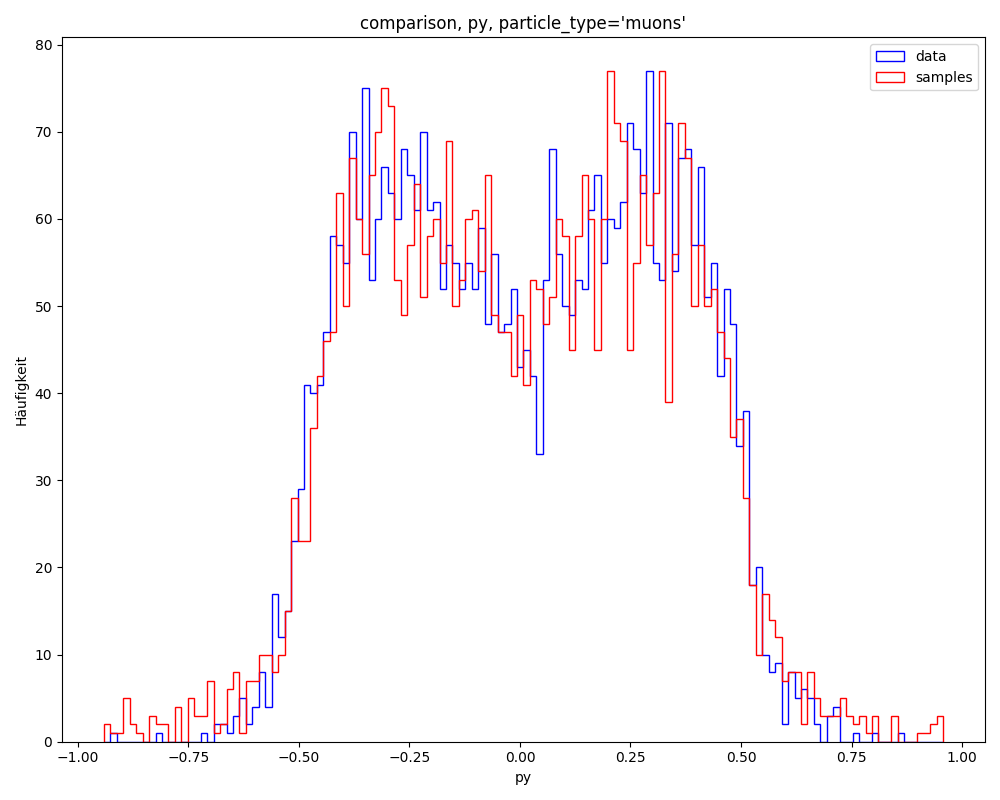 comparison, py, particle_type='muons'
data
samples
Häufigkeit
80
70
60
50
40
30
20
10
0
−1.00 −0.75 −0.50 −0.25 0.00 0.25 0.50 0.75 1.00
py